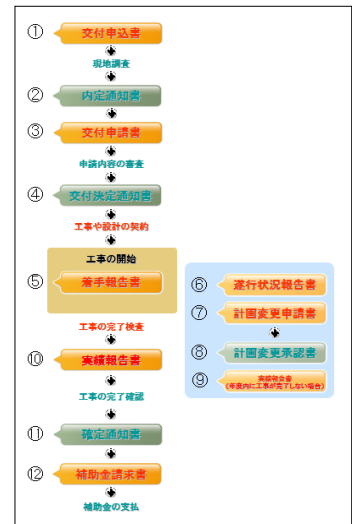 ① 交付申込書
現地調査
② 内定通知書
③ 交付申請書
申請内容の審査
④ 交付決定通知書
工事や設計の契約
工事の開始
⑤ 着手報告書
工事の完了検査
⑥ 遂行状況報告書
⑦ 計画変更申請書
⑧ 計画変更承認書
⑨ 実績報告書
(年度内に工事が完了しない場合)
⑩ 実績報告書
工事の完了確認
⑪ 確定通知書
⑫ 補助金請求書
補助金の支払